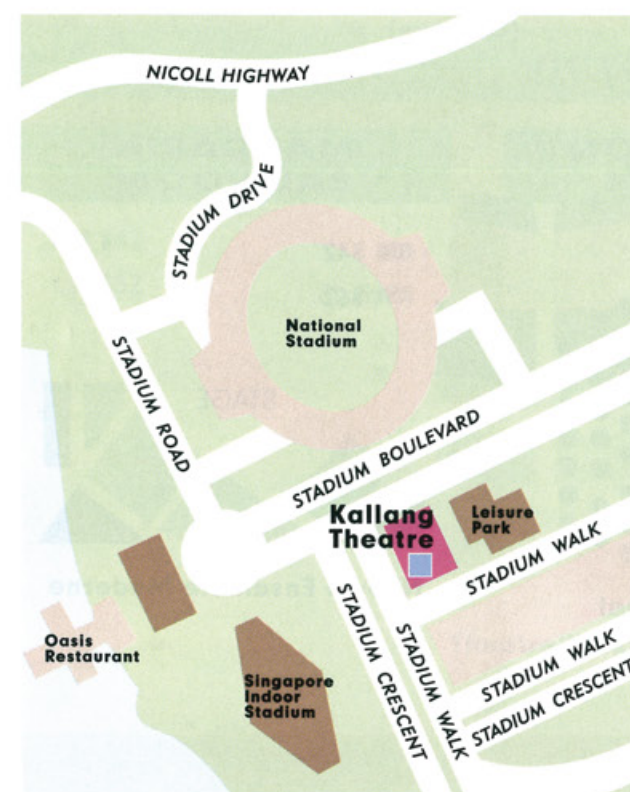 NICOLL HIGHWAY
STADIUM DRIVE
National
Stadium
STADIUM ROAD
STADIUM BOULEVARD
Kallang
Theatre
Leisure
Park
STADIUM WALK
Oasis
Restaurant
Singapore
Indoor
Stadium
STADIUM CRESCENT
STADIUM WALK
STADIUM WALK
STADIUM CRESCENT